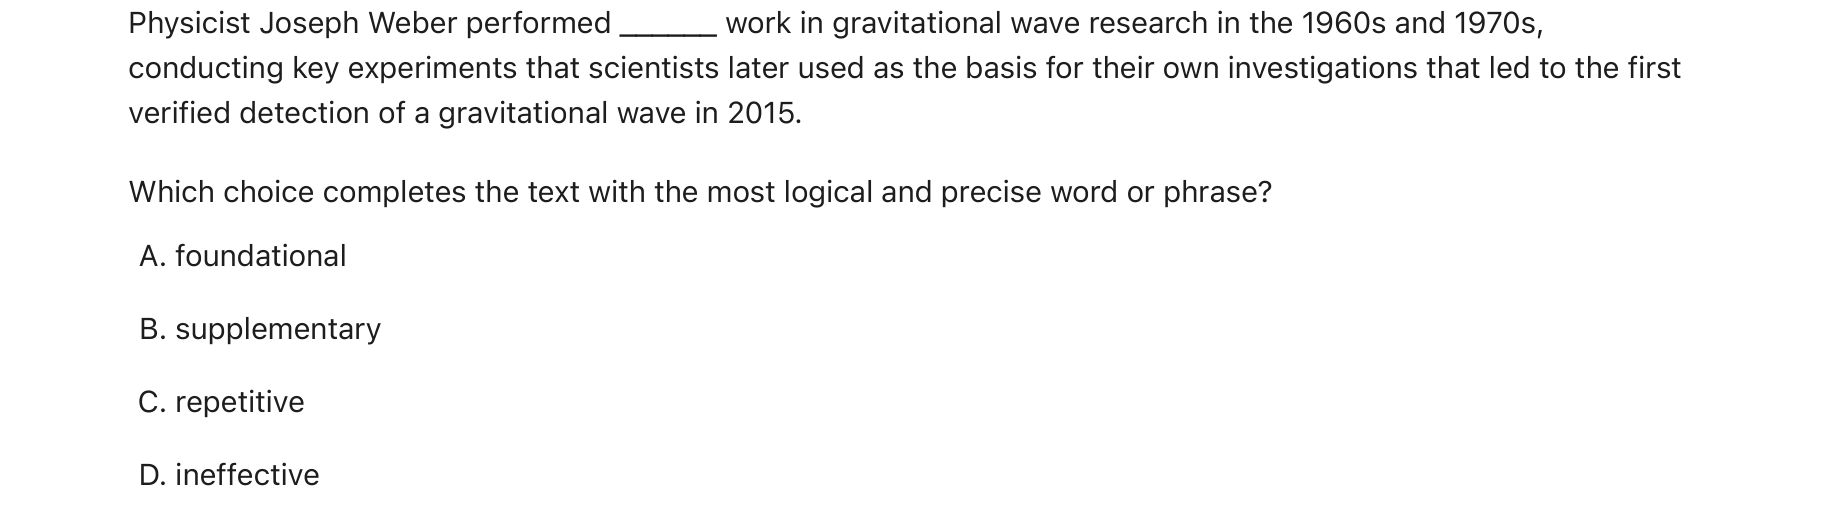 Physicist Joseph Weber performed ______ work in gravitational wave research in the 1960s and 1970s,
conducting key experiments that scientists later used as the basis for their own investigations that led to the first
verified detection of a gravitational wave in 2015.
Which choice completes the text with the most logical and precise word or phrase?
A. foundational
B. supplementary
C. repetitive
D. ineffective